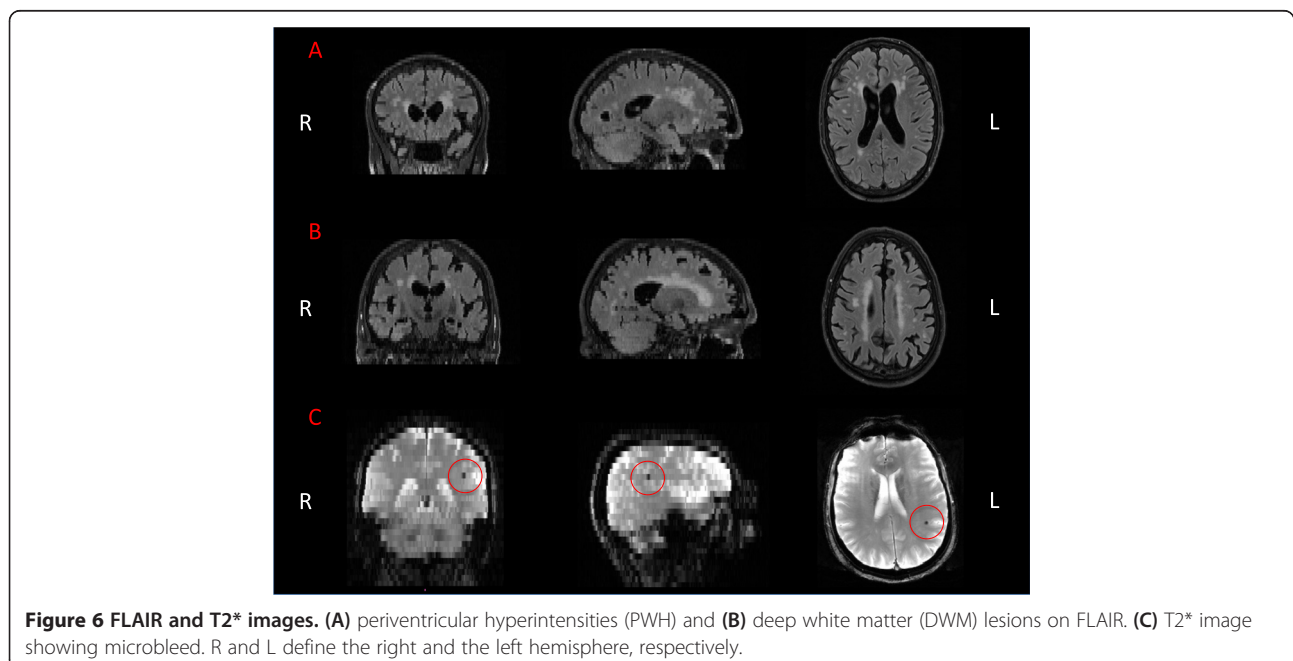 A
R
L
B
R
L
C
R
L
Figure 6 FLAIR and T2* images. (A) periventricular hyperintensities (PWH) and (B) deep white matter (DWM) lesions on FLAIR. (C) T2* image
showing microbleed. R and L define the right and the left hemisphere, respectively.